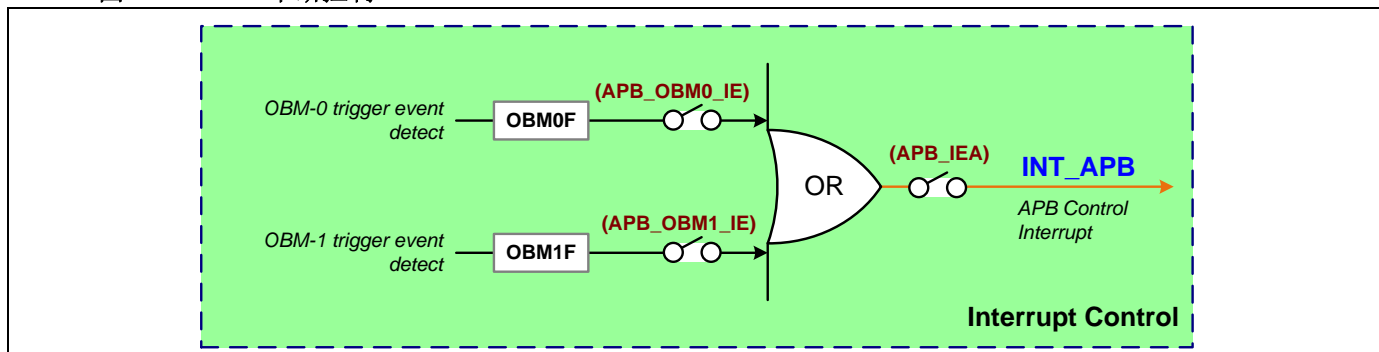 (APB_OBM0_IE)
OBM-0 trigger event
detect
OBM0F
(APB_IEA)
INT_APB
OR
APB Control
Interrupt
(APB_OBM1_IE)
OBM-1 trigger event
detect
OBM1F
Interrupt Control